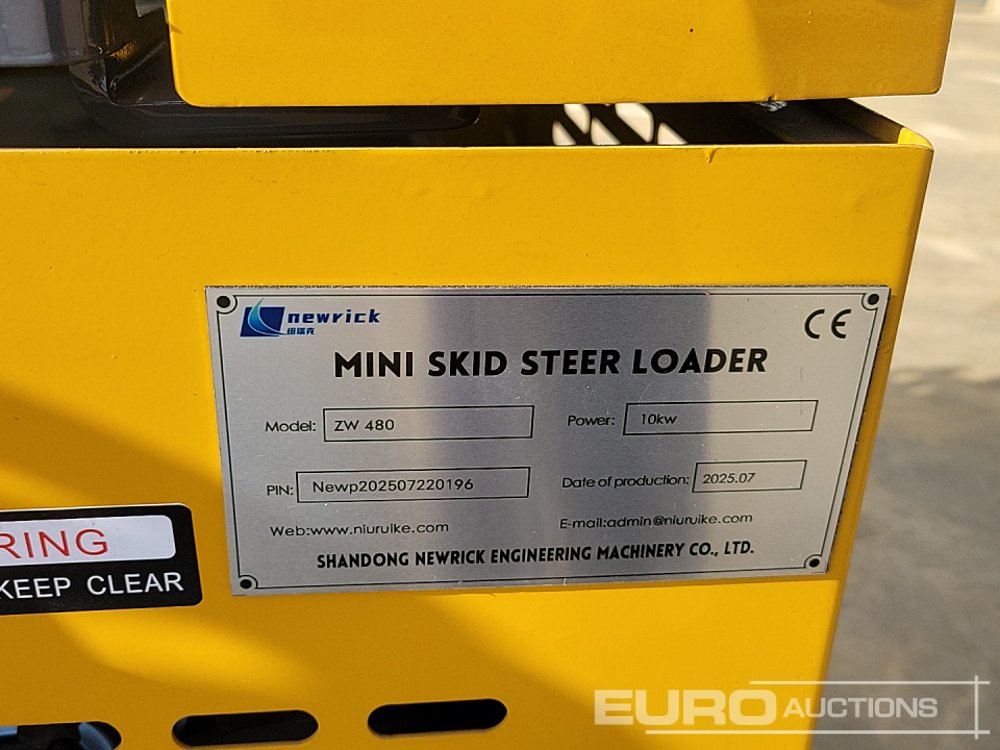 newrick
纽瑞克
CE
MINI SKID STEER LOADER
Model: ZW 480
Power: 10kw
PIN: Newp202507220196
Date of production: 2025.07
Web:www.niuruike.com
E-mail:admin@niuruike.com
SHANDONG NEWRICK ENGINEERING MACHINERY CO., LTD.
RING
KEEP CLEAR
EURO AUCTIONS